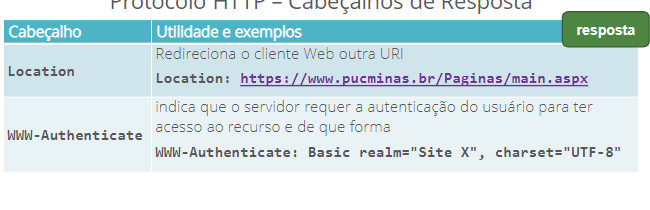 Protocolo HTTP – Cabeçalhos de Resposta
resposta
Cabeçalho Utilidade e exemplos
Redireciona o cliente Web outra URI
Location
Location: https://www.pucminas.br/Paginas/main.aspx
indica que o servidor requer a autenticação do usuário para ter
acesso ao recurso e de que forma
WWW-Authenticate
WWW-Authenticate: Basic realm="Site X", charset="UTF-8"